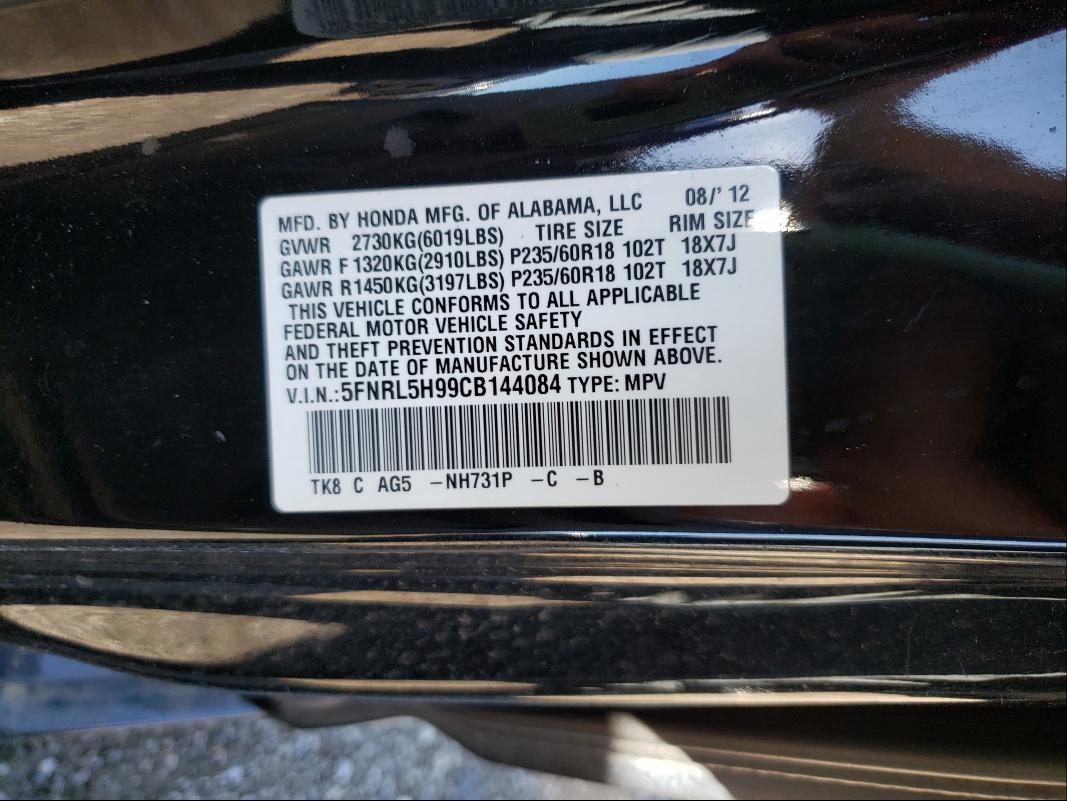 MFD. BY HONDA MFG. OF ALABAMA, LLC 08/' 12
GVWR 2730KG(6019LBS) TIRE SIZE RIM SIZE
GAWR F 1320KG(2910LBS) P235/60R18 102T 18X7J
GAWR R1450KG(3197LBS) P235/60R18 102T 18X7J
THIS VEHICLE CONFORMS TO ALL APPLICABLE
FEDERAL MOTOR VEHICLE SAFETY
AND THEFT PREVENTION STANDARDS IN EFFECT
ON THE DATE OF MANUFACTURE SHOWN ABOVE.
V.I.N.:5FNRL5H99CB144084 TYPE: MPV
TK8 C AG5 -NH731P -C -B